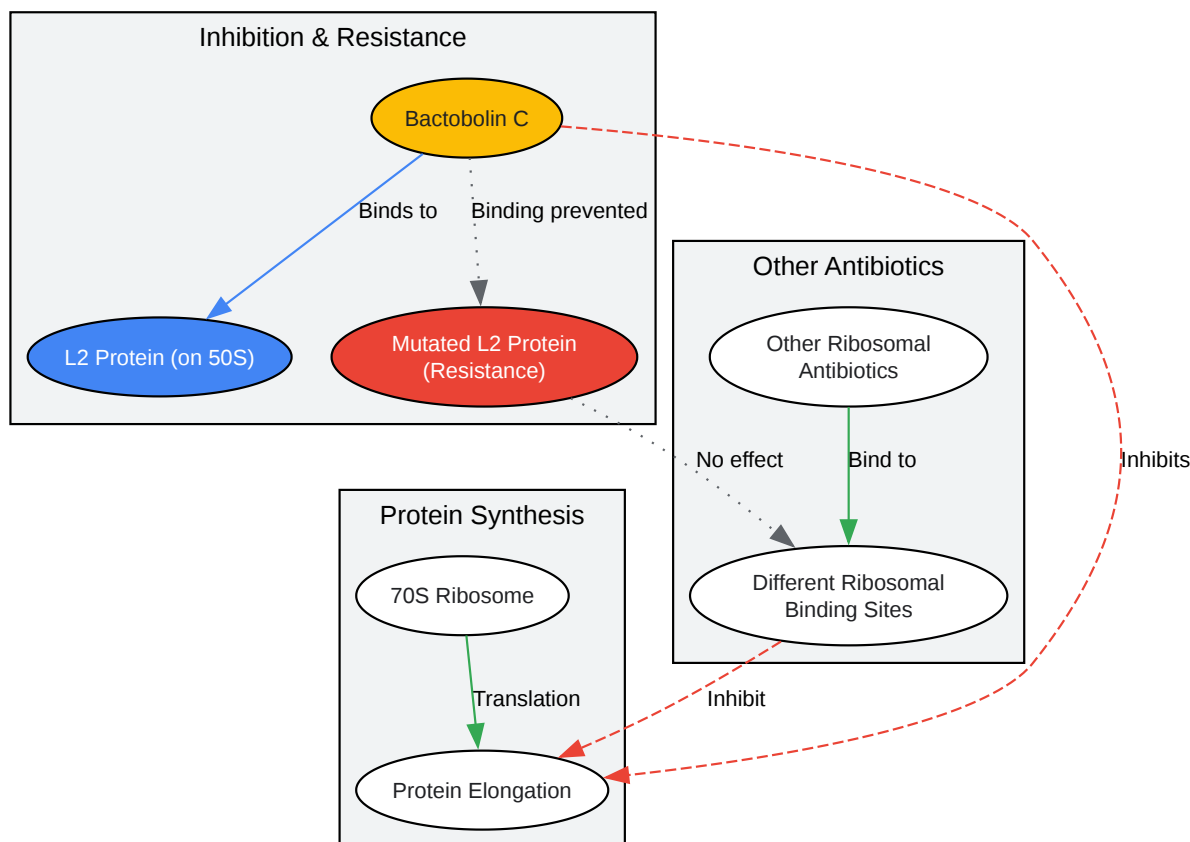 Inhibition & Resistance
Bactobolin C
Binds to
Binding prevented
L2 Protein (on 50S)
Mutated L2 Protein
(Resistance)
Other Antibiotics
Other Ribosomal
Antibiotics
No effect
Bind to
Inhibits
Different Ribosomal
Binding Sites
Inhibit
Protein Synthesis
70S Ribosome
Translation
Protein Elongation